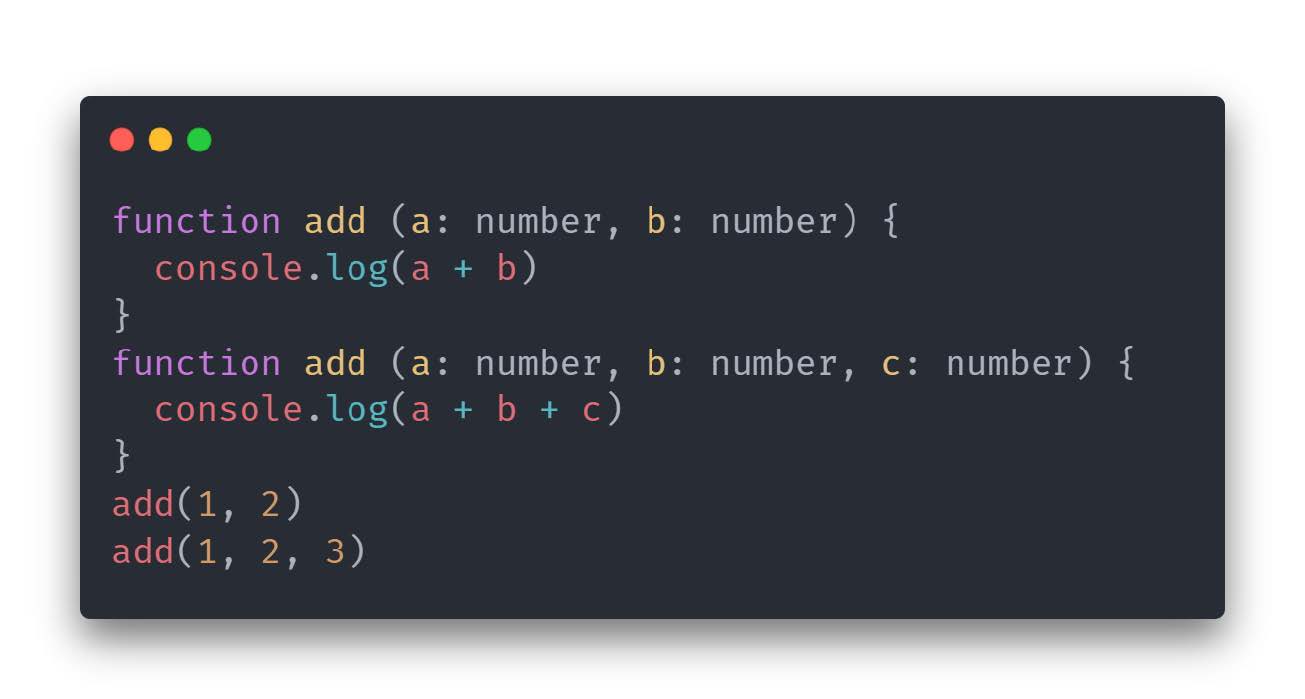 function add (a: number, b: number) {
  console.log(a + b)
}
function add (a: number, b: number, c: number) {
  console.log(a + b + c)
}
add(1, 2)
add(1, 2, 3)